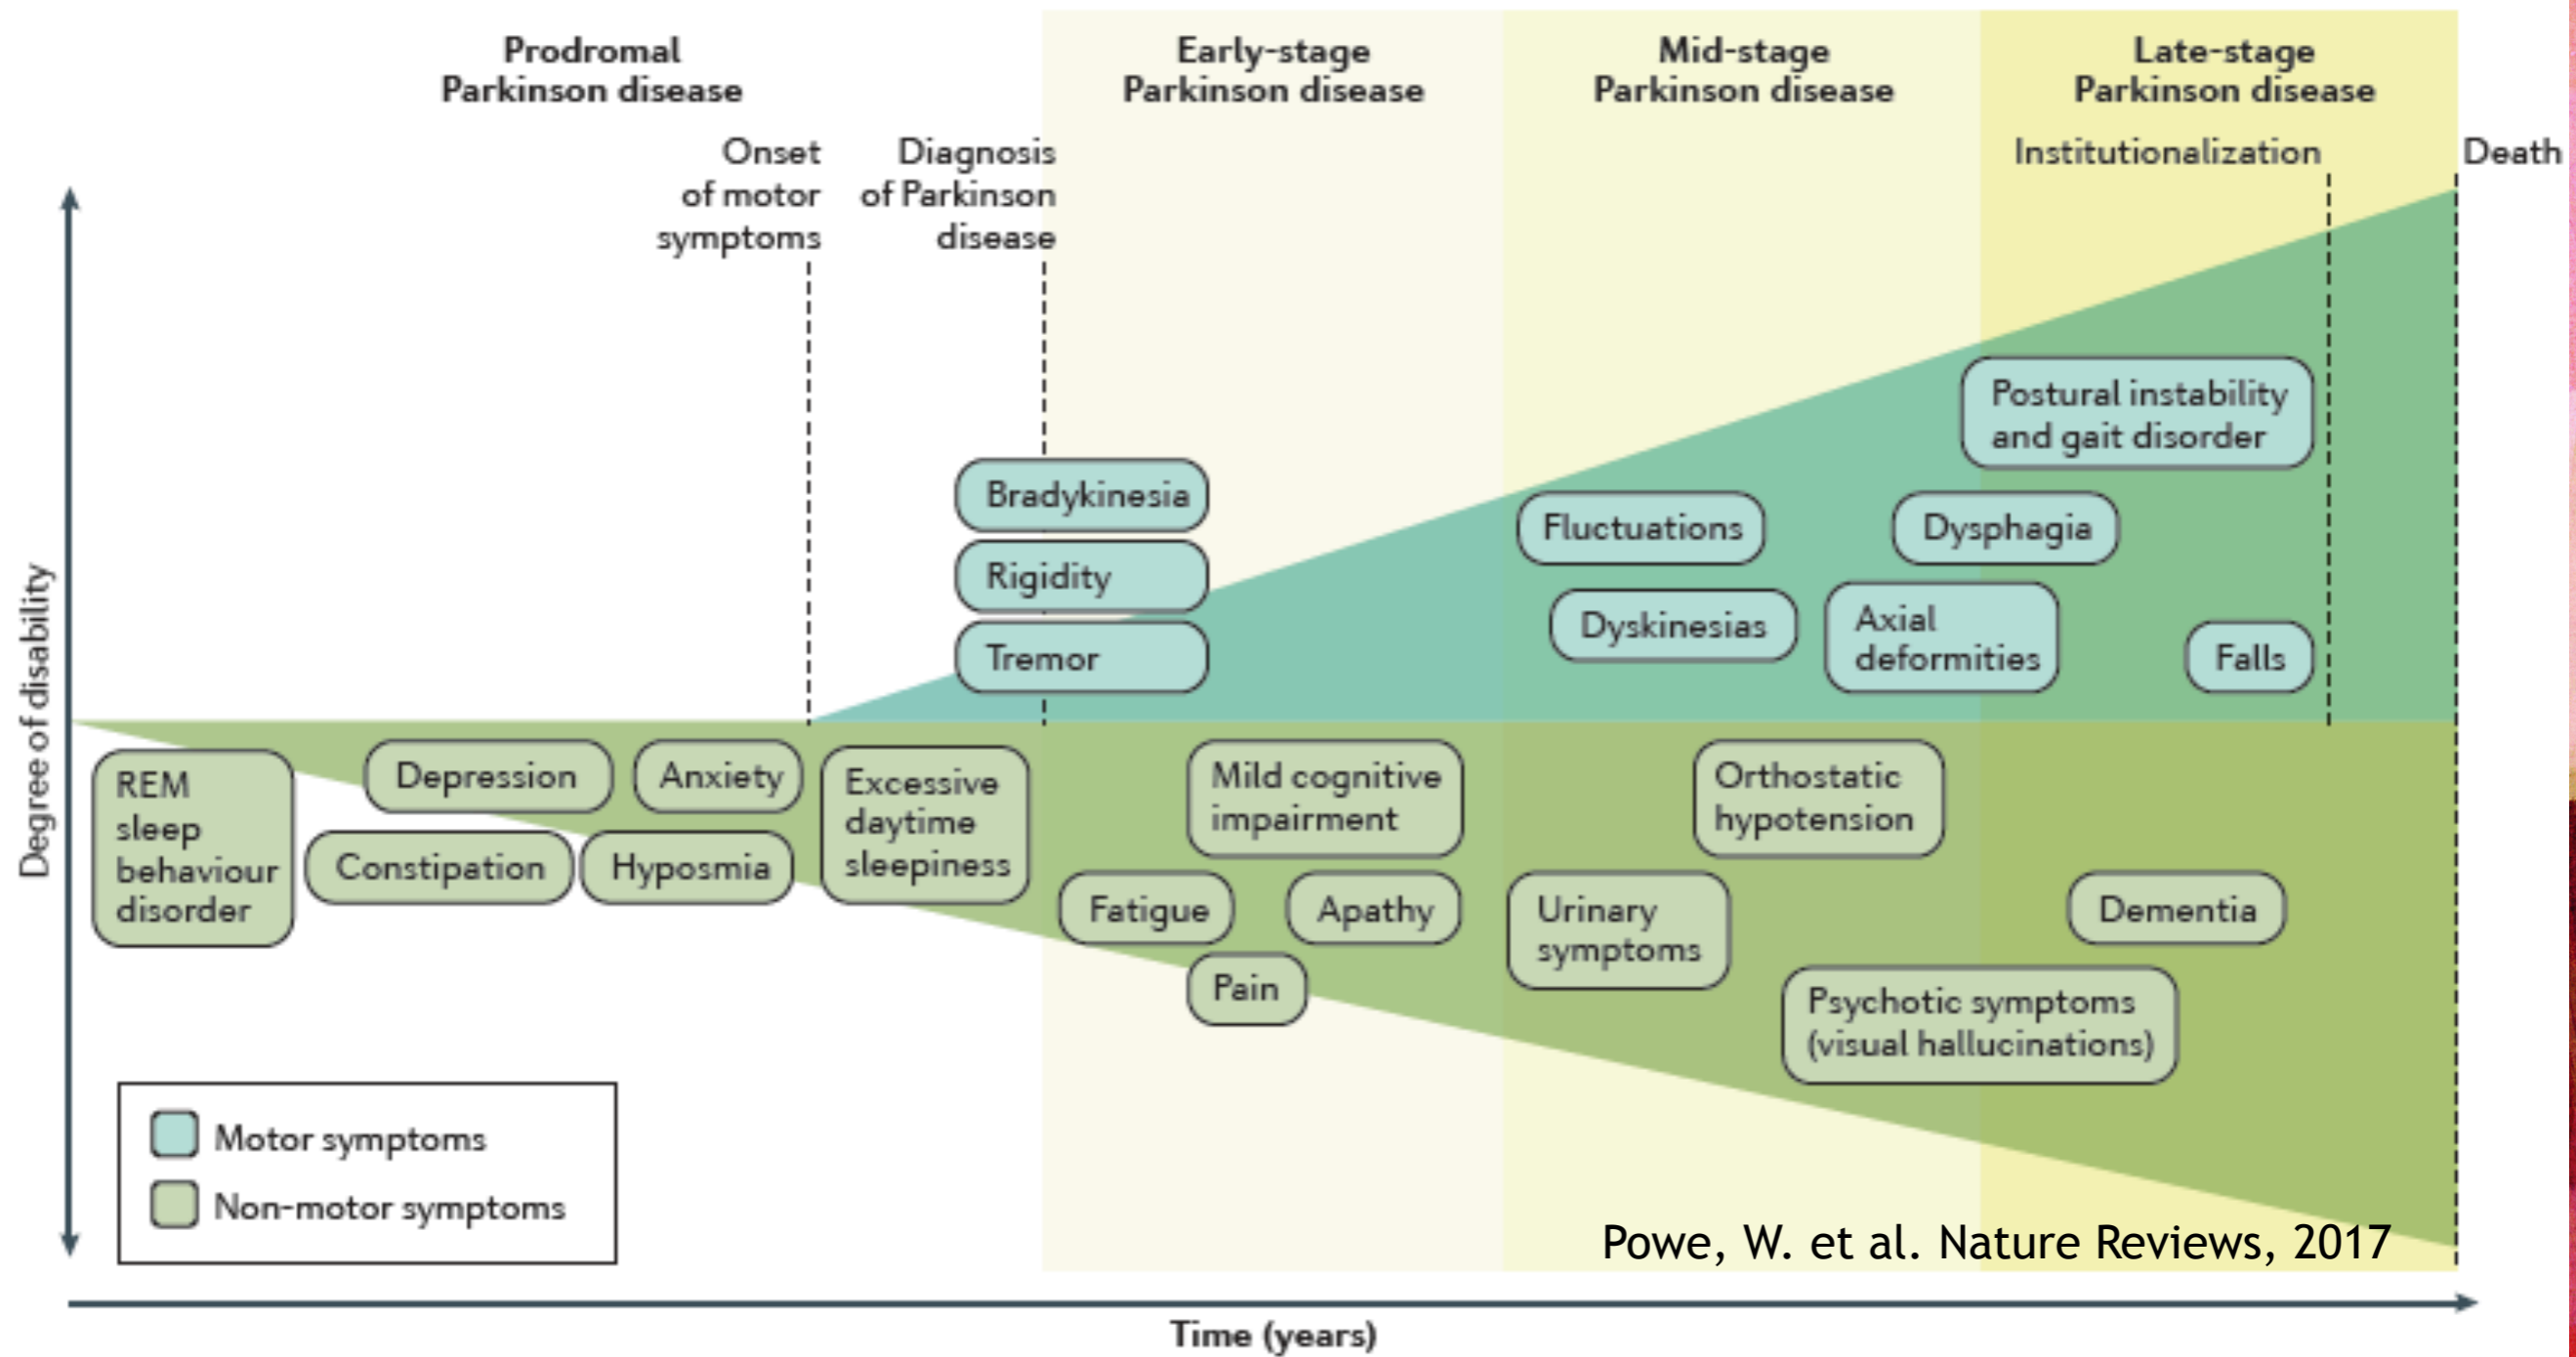 Prodromal
Parkinson disease
Early-stage
Parkinson disease
Mid-stage
Parkinson disease
Late-stage
Parkinson disease
Onset
of motor
symptoms
Diagnosis
of Parkinson
disease
Institutionalization
Death
Degree of disability
Bradykinesia
Rigidity
Tremor
Fluctuations
Dyskinesias
Postural instability
and gait disorder
Dysphagia
Axial
deformities
Falls
REM
sleep
behaviour
disorder
Depression
Constipation
Anxiety
Hyposmia
Excessive
daytime
sleepiness
Mild cognitive
impairment
Fatigue
Apathy
Pain
Orthostatic
hypotension
Urinary
symptoms
Psychotic symptoms
(visual hallucinations)
Dementia
Motor symptoms
Non-motor symptoms
Powe, W. et al. Nature Reviews, 2017
Time (years)